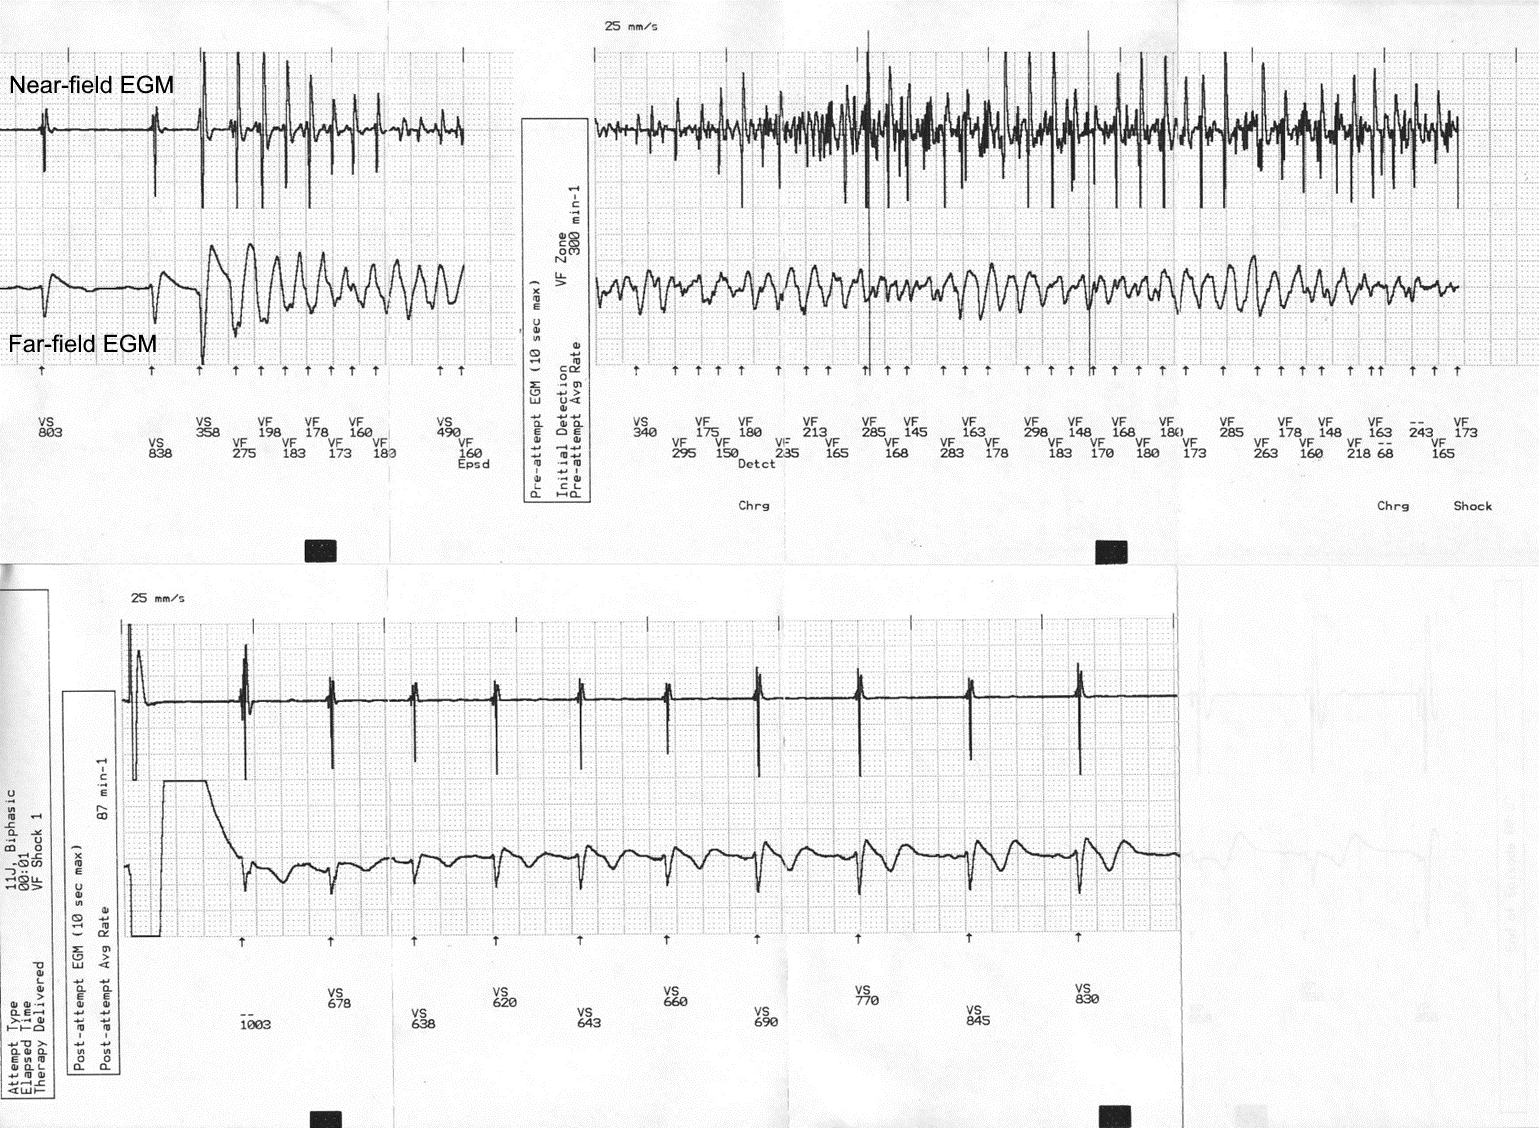 25 mm/s
Near-field EGM
Far-field EGM
VS 803
VS 838
VS 358
VF 275
VF 198
VF 183
VF 178
VF 173
VF 160
VF 183
VS 490
VF 160
Epsd
Pre-attempt EGM (10 sec max)
Initial Detection VF Zone
Pre-attempt Avg Rate 300 min-1
VS 340
VF 295
VF 175
VF 150
VF 180
Detct
Chrg
VF 235
VF 213
VF 165
VF 285
VF 168
VF 145
VF 283
VF 163
VF 178
VF 298
VF 183
VF 148
VF 170
VF 168
VF 180
VF 180
VF 173
VF 285
VF 263
VF 178
VF 160
VF 148
VF 218
VF 163
-- 68
-- 243
VF 165
VF 173
Chrg
Shock
Attempt Type 11J, Biphasic
Elapsed Time 00:01
Therapy Delivered VF Shock 1
Post-attempt EGM (10 sec max)
Post-attempt Avg Rate 87 min-1
25 mm/s
-- 1003
VS 678
VS 638
VS 620
VS 643
VS 660
VS 690
VS 770
VS 845
VS 830